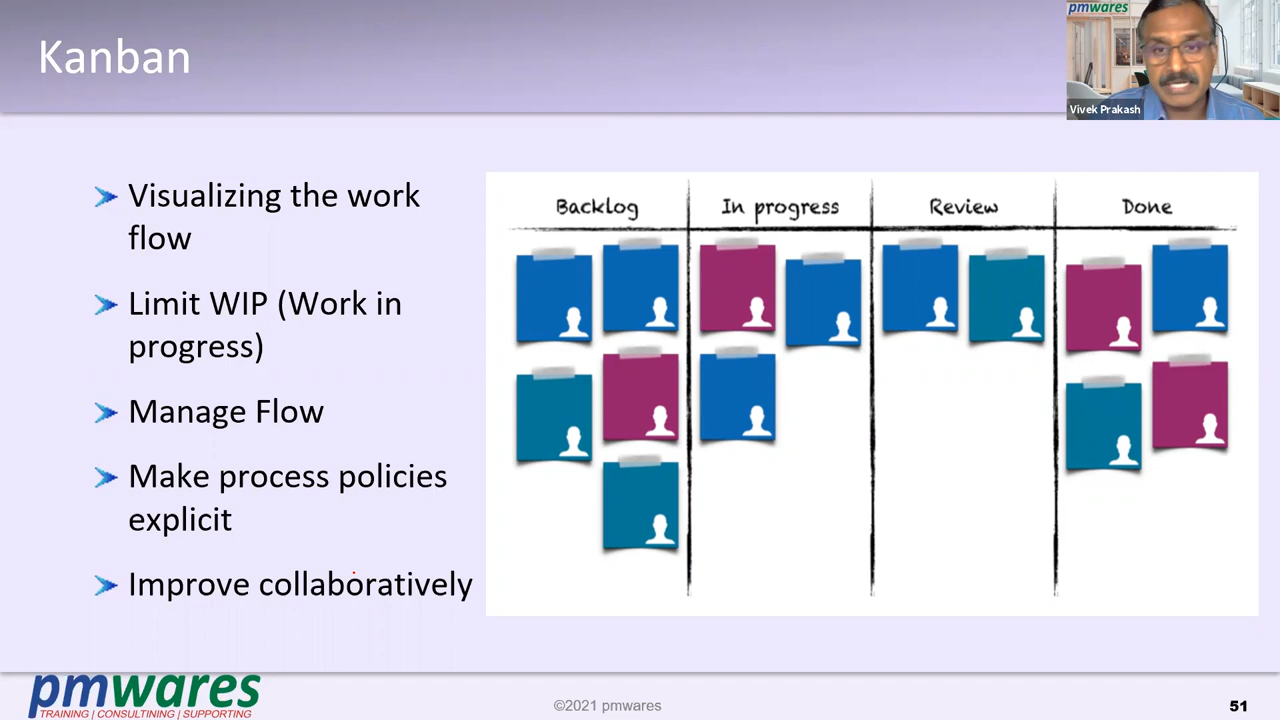 Kanban
pmwares
Vivek Prakash
Visualizing the work
flow
Limit WIP (Work in
progress)
Manage Flow
Make process policies
explicit
Improve collaboratively
Backlog
In progress
Review
Done
pmwares
TRAINING | CONSULTINING | SUPPORTING
©2021 pmwares
51